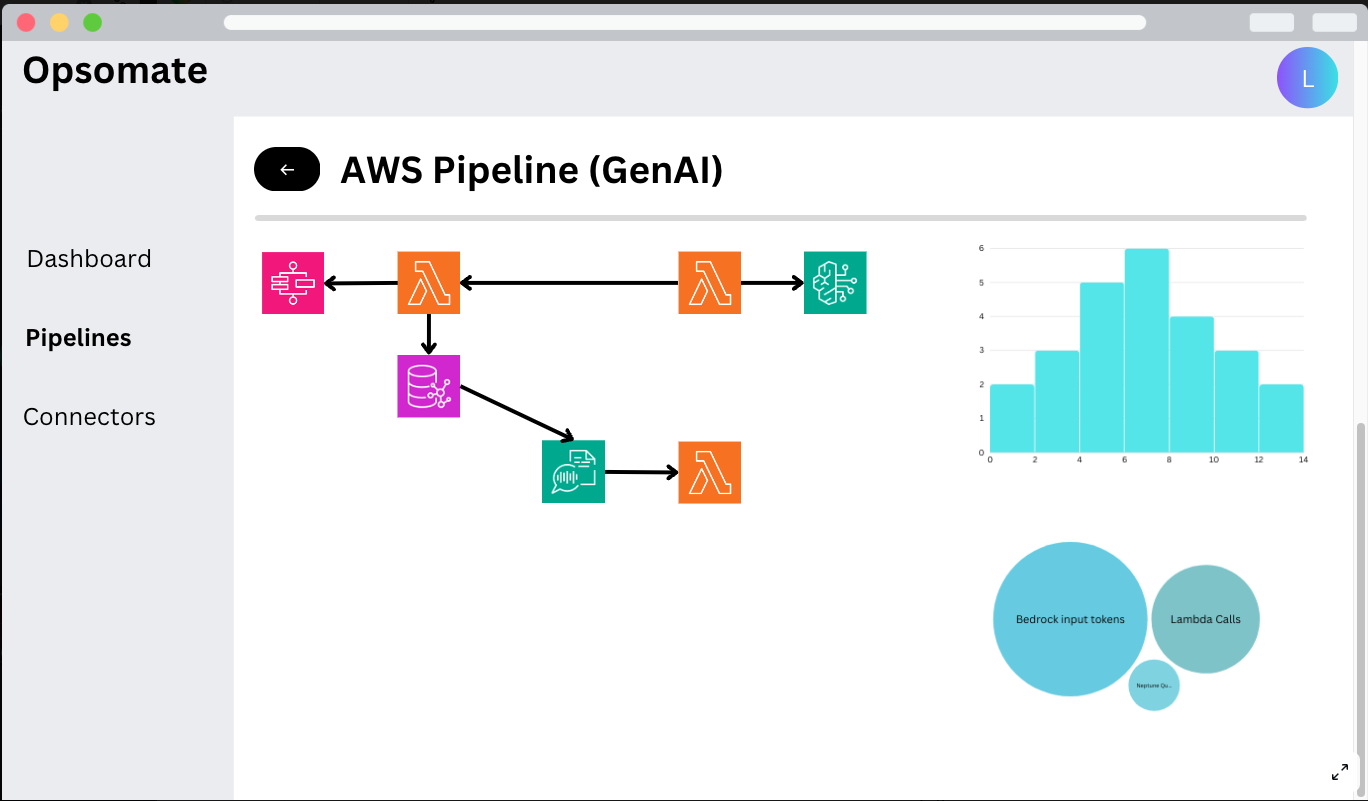 Opsomate
L
AWS Pipeline (GenAI)
Dashboard
Pipelines
Connectors
6
5
4
3
2
1
0
0 2 4 6 8 10 12 14
Bedrock input tokens
Lambda Calls
Neptune Qu...